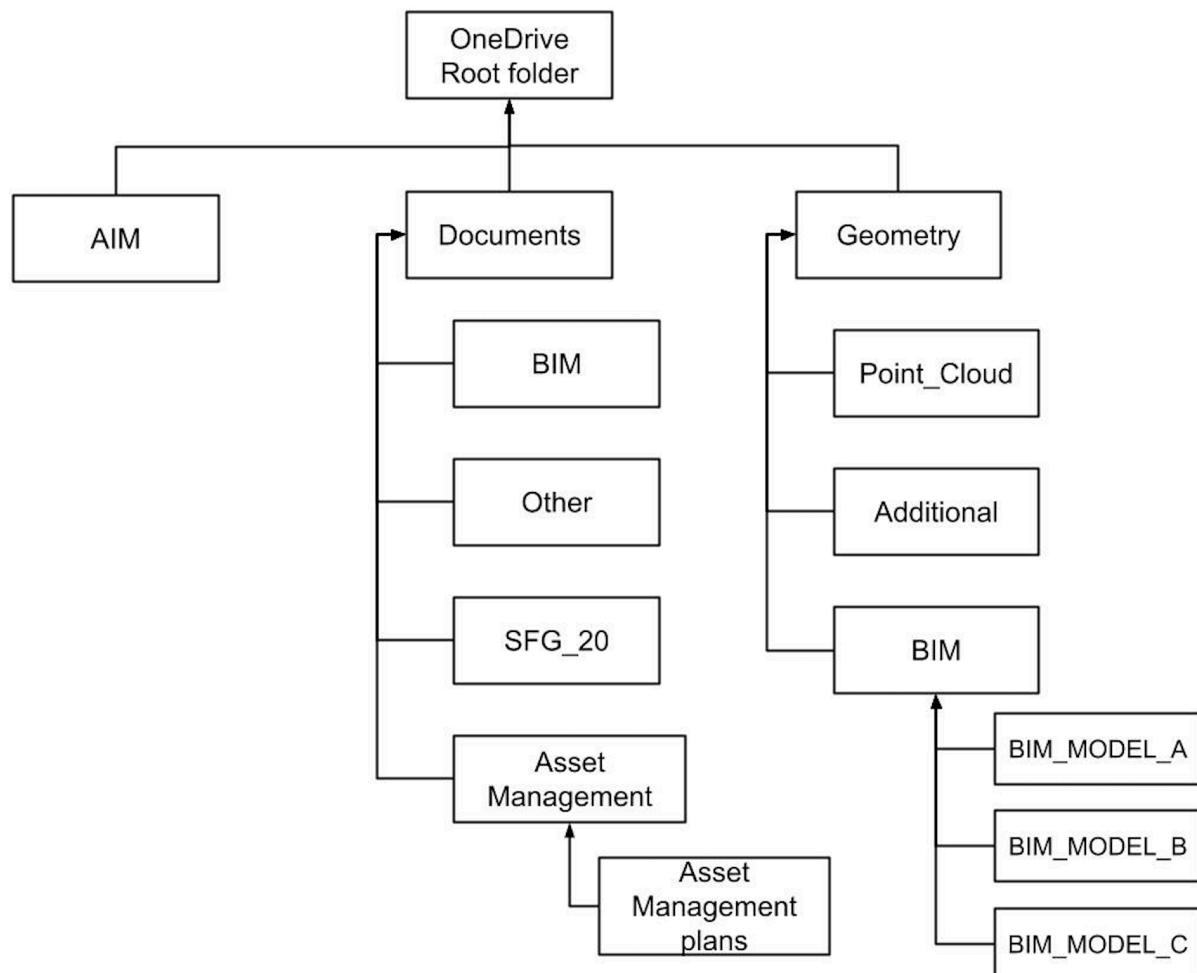 OneDrive
Root folder
AIM
Documents
Geometry
BIM
Other
SFG_20
Asset
Management
Asset
Management
plans
Point_Cloud
Additional
BIM
BIM_MODEL_A
BIM_MODEL_B
BIM_MODEL_C